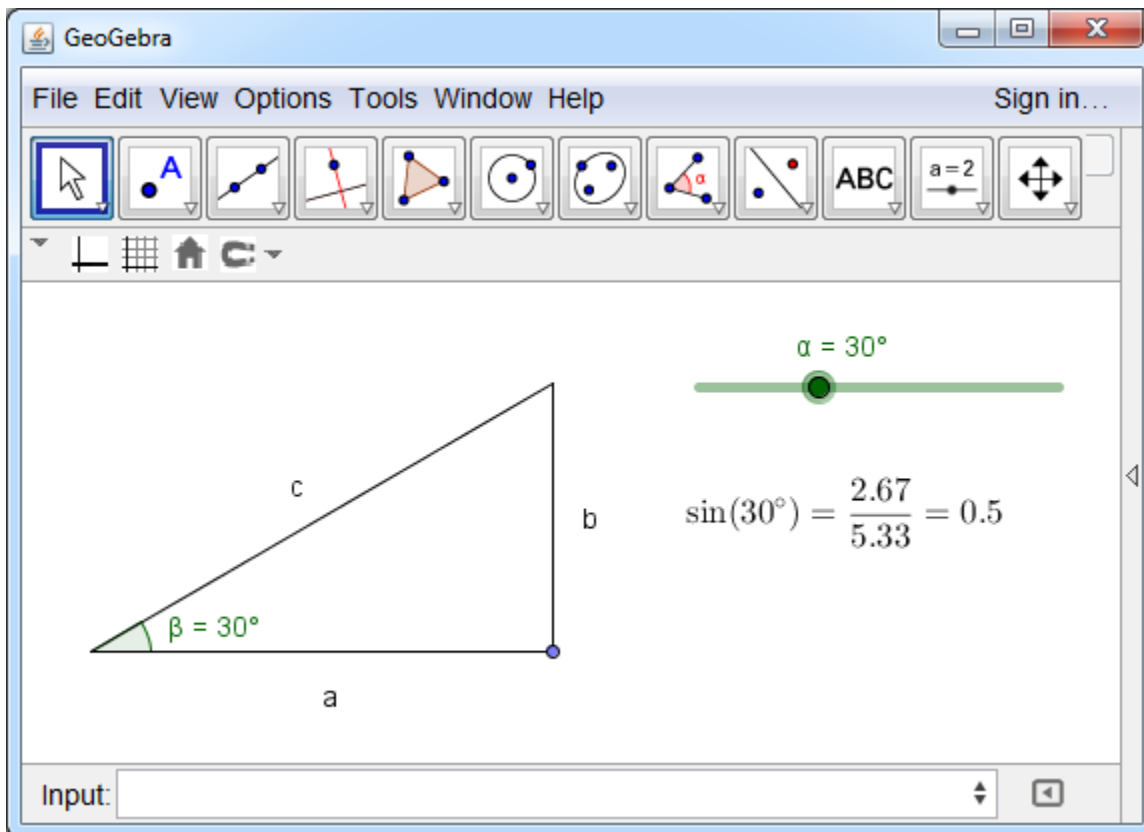 GeoGebra
File Edit View Options Tools Window Help Sign in...
A α ABC a = 2
α = 30°
c
b
sin(30°) = 2.67/5.33 = 0.5
β = 30°
a
Input: